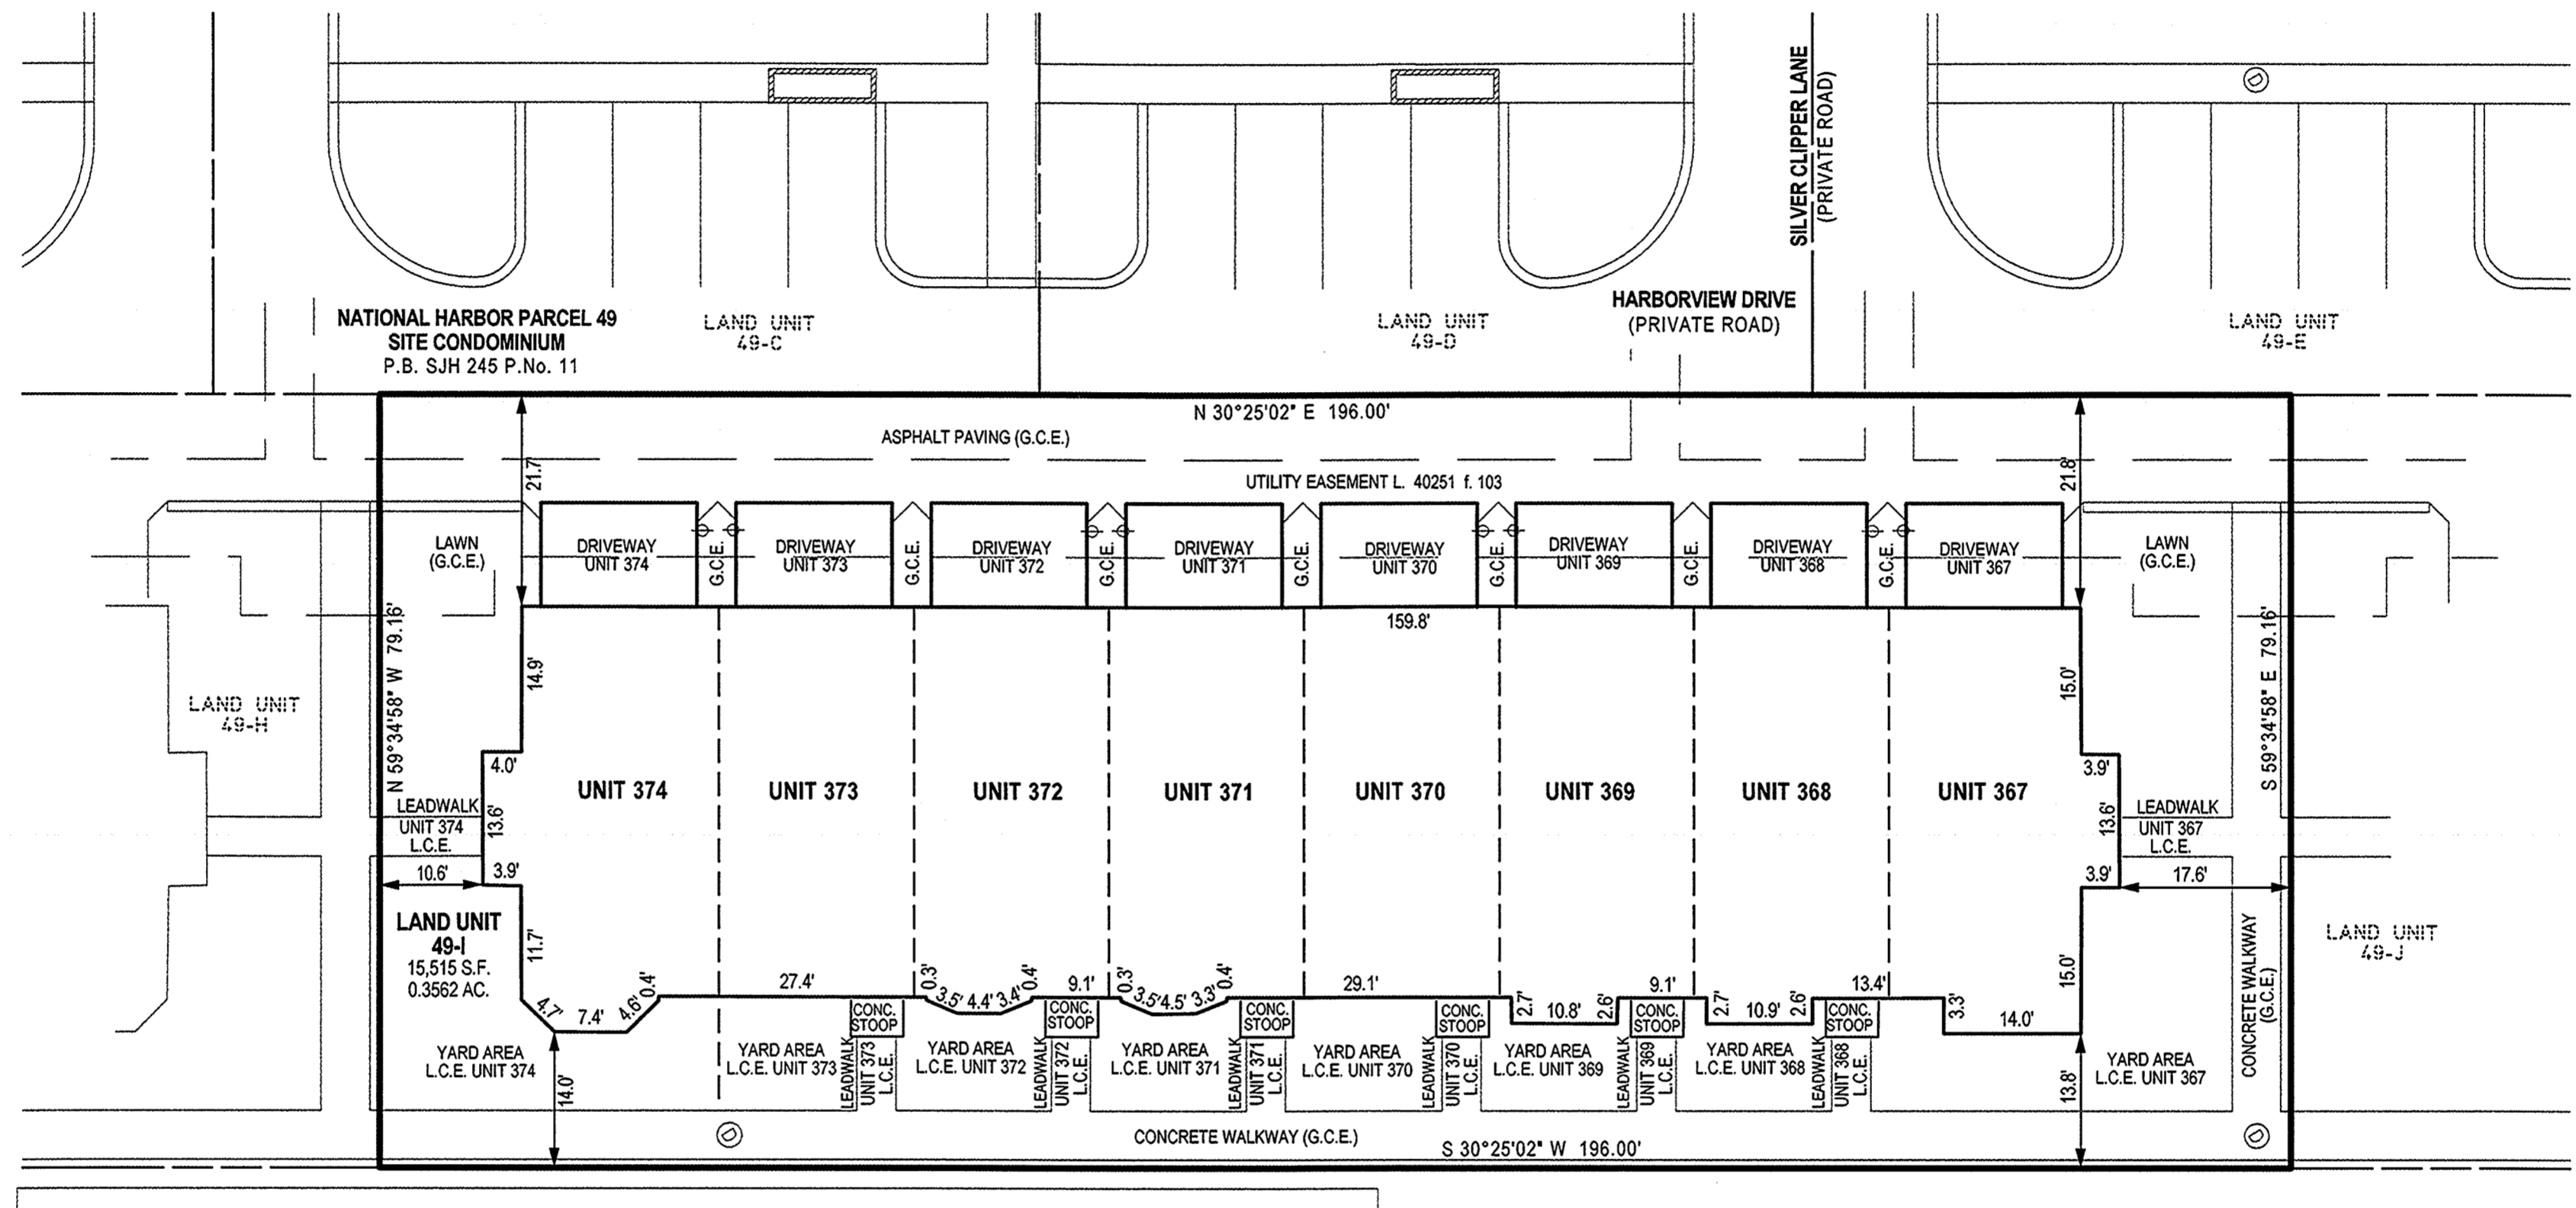 SILVER CLIPPER LANE
(PRIVATE ROAD)
NATIONAL HARBOR PARCEL 49
SITE CONDOMINIUM
P.B. SJH 245 P.No. 11
LAND UNIT
49-C
LAND UNIT
49-D
HARBORVIEW DRIVE
(PRIVATE ROAD)
LAND UNIT
49-E
N 30°25'02" E 196.00'
ASPHALT PAVING (G.C.E.)
UTILITY EASEMENT L. 40251 f. 103
21.7'
21.8'
LAWN
(G.C.E.)
DRIVEWAY
UNIT 374
G.C.E.
DRIVEWAY
UNIT 373
G.C.E.
DRIVEWAY
UNIT 372
G.C.E.
DRIVEWAY
UNIT 371
G.C.E.
DRIVEWAY
UNIT 370
G.C.E.
DRIVEWAY
UNIT 369
G.C.E.
DRIVEWAY
UNIT 368
G.C.E.
DRIVEWAY
UNIT 367
LAWN
(G.C.E.)
159.8'
N 59°34'58" W 79.16'
S 59°34'58" E 79.16'
14.9'
15.0'
LAND UNIT
49-H
4.0'
3.9'
UNIT 374
UNIT 373
UNIT 372
UNIT 371
UNIT 370
UNIT 369
UNIT 368
UNIT 367
LEADWALK
UNIT 374
L.C.E.
13.6'
13.6'
LEADWALK
UNIT 367
L.C.E.
10.6'
3.9'
3.9'
17.6'
LAND UNIT
49-I
15,515 S.F.
0.3562 AC.
11.7'
15.0'
CONCRETE WALKWAY
(G.C.E.)
LAND UNIT
49-J
4.7'
7.4'
4.6'
0.4'
27.4'
0.3'
3.5'
4.4'
3.4'
0.4'
9.1'
0.3'
3.5'
4.5'
3.3'
0.4'
29.1'
2.7'
10.8'
2.6'
9.1'
2.7'
10.9'
2.6'
13.4'
3.3'
14.0'
CONC.
STOOP
CONC.
STOOP
CONC.
STOOP
CONC.
STOOP
CONC.
STOOP
CONC.
STOOP
YARD AREA
L.C.E. UNIT 374
YARD AREA
L.C.E. UNIT 373
LEADWALK
UNIT 373
L.C.E.
YARD AREA
L.C.E. UNIT 372
LEADWALK
UNIT 372
L.C.E.
YARD AREA
L.C.E. UNIT 371
LEADWALK
UNIT 371
L.C.E.
YARD AREA
L.C.E. UNIT 370
LEADWALK
UNIT 370
L.C.E.
YARD AREA
L.C.E. UNIT 369
LEADWALK
UNIT 369
L.C.E.
YARD AREA
L.C.E. UNIT 368
LEADWALK
UNIT 368
L.C.E.
YARD AREA
L.C.E. UNIT 367
14.0'
13.8'
CONCRETE WALKWAY (G.C.E.)
S 30°25'02" W 196.00'
D
D
D